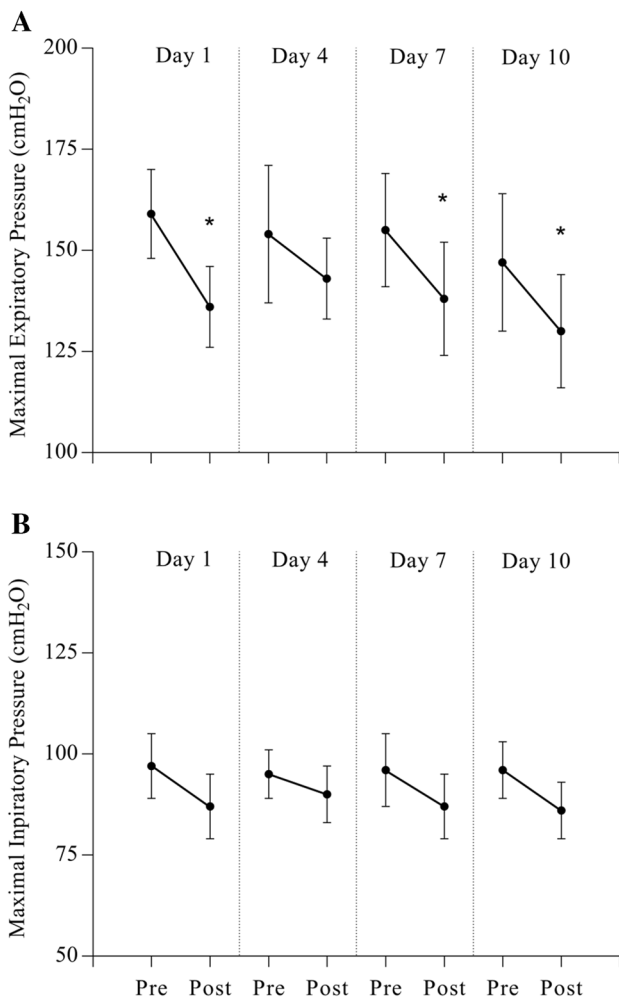 A
Maximal Expiratory Pressure (cmH₂O)
200
175
150
125
100
Day 1 Day 4 Day 7 Day 10
* * *
B
Maximal Inpiratory Pressure (cmH₂O)
150
125
100
75
50
Day 1 Day 4 Day 7 Day 10
Pre Post Pre Post Pre Post Pre Post